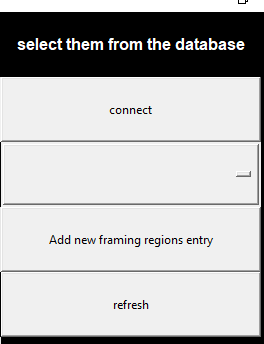 select them from the database
connect
Add new framing regions entry
refresh